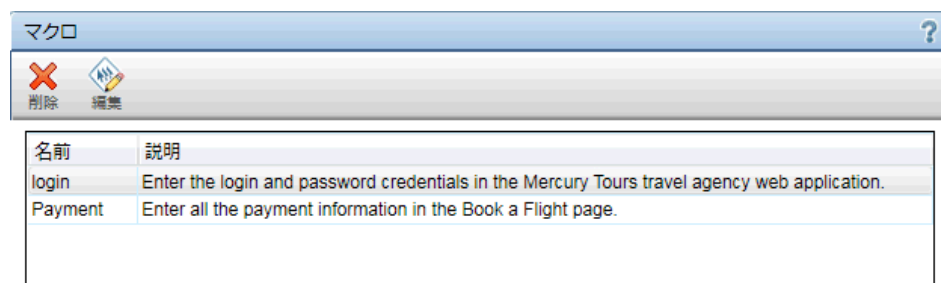 マクロ ?
削除 編集
名前 説明
login Enter the login and password credentials in the Mercury Tours travel agency web application.
Payment Enter all the payment information in the Book a Flight page.